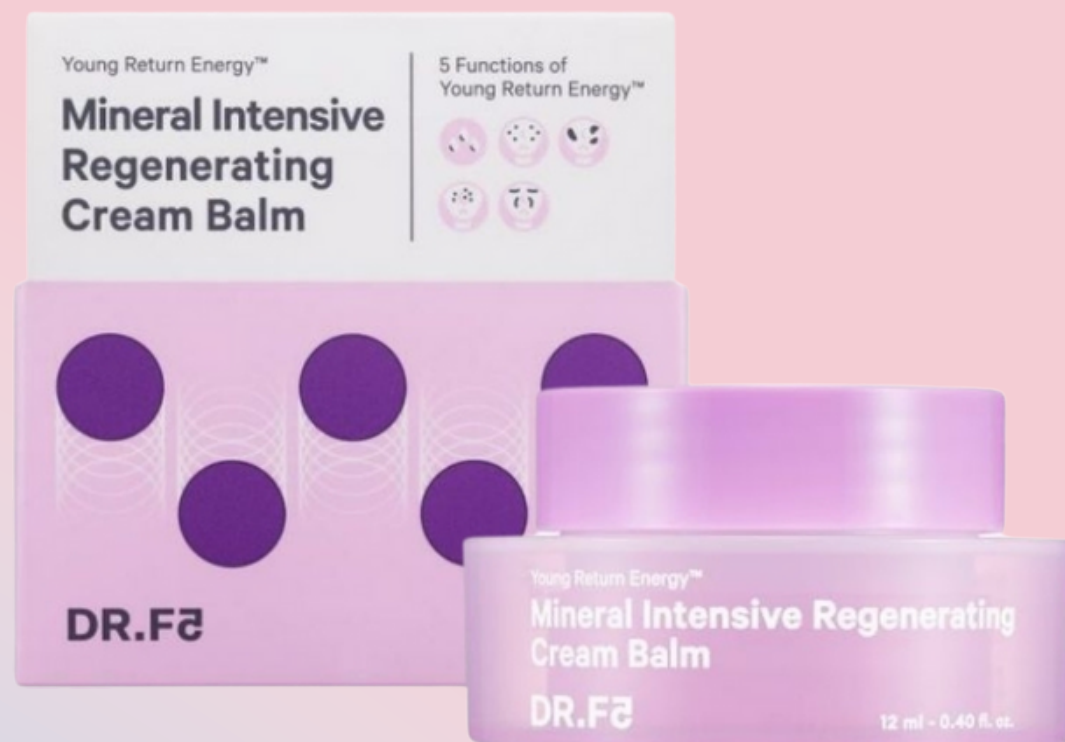 Young Return Energy™
Mineral Intensive
Regenerating
Cream Balm
5 Functions of
Young Return Energy™
DR.F5
Young Return Energy™
Mineral Intensive Regenerating
Cream Balm
DR.F5
12 ml - 0.40 fl. oz.